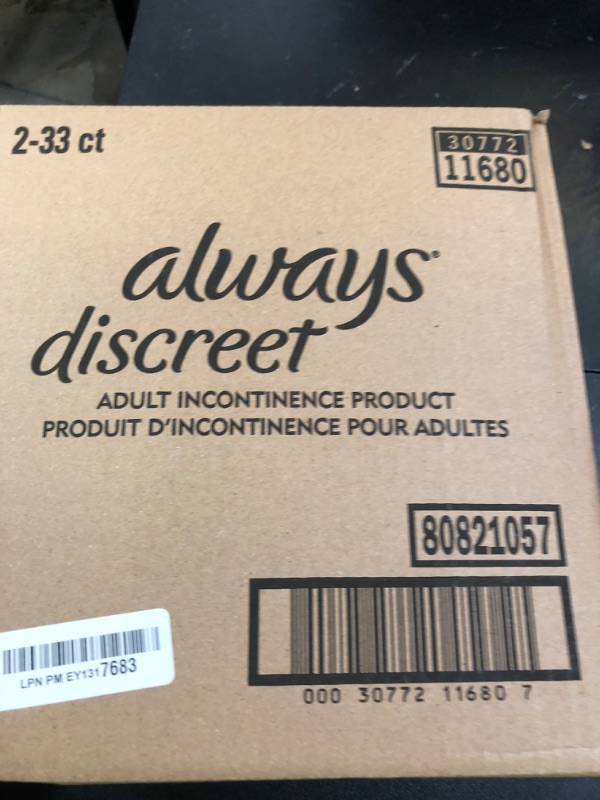 2-33 ct
30772
11680
always
discreet
ADULT INCONTINENCE PRODUCT
PRODUIT D'INCONTINENCE POUR ADULTES
80821057
LPN PM EY1317683
000 30772 11680 7